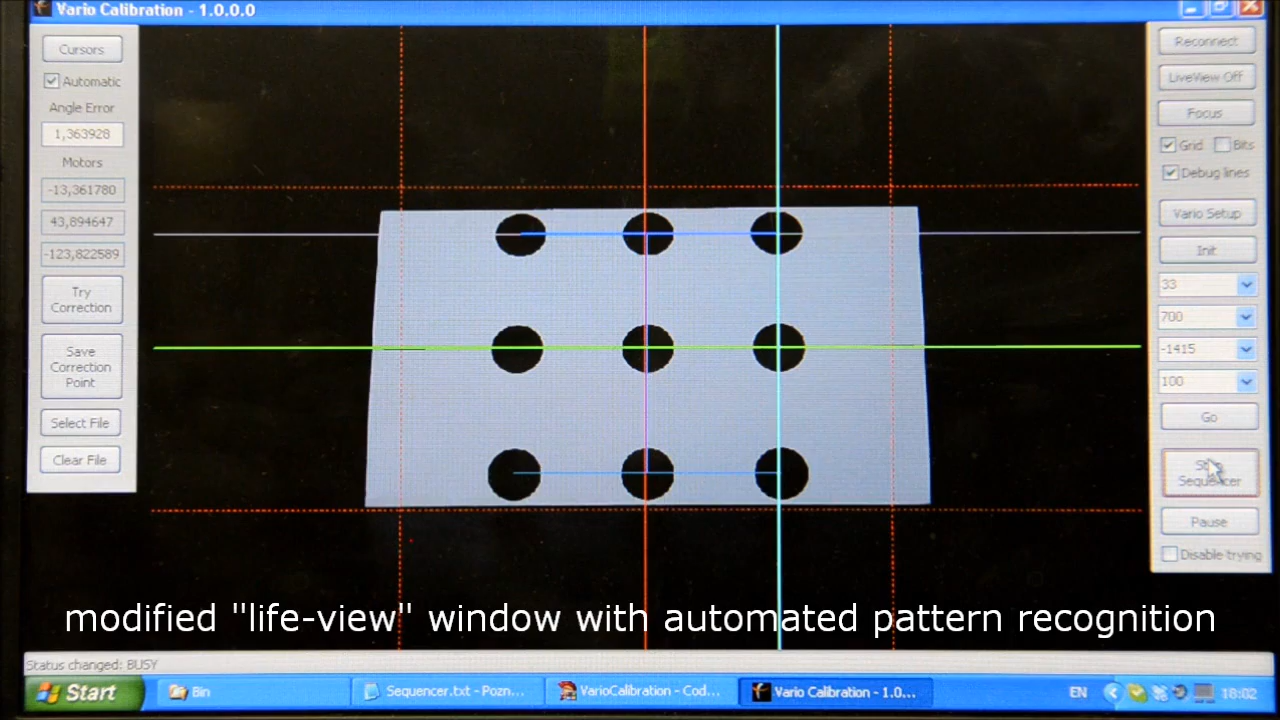 Vario Calibration - 1.0.0.0
Cursors
Automatic
Angle Error
1,363928
Motors
-13,361780
43,894647
-123,822589
Try
Correction
Save
Correction
Point
Select File
Clear File
Reconnect
LiveView Off
Focus
Grid Bits
Debug lines
Vario Setup
Init
33
700
-1415
100
Go
Sequencer
Pause
Disable trying
modified "life-view" window with automated pattern recognition
Status changed: BUSY
Start
Bin
Sequencer.txt - Pozn...
VarioCalibration - Cod...
Vario Calibration - 1.0...
EN
18:02